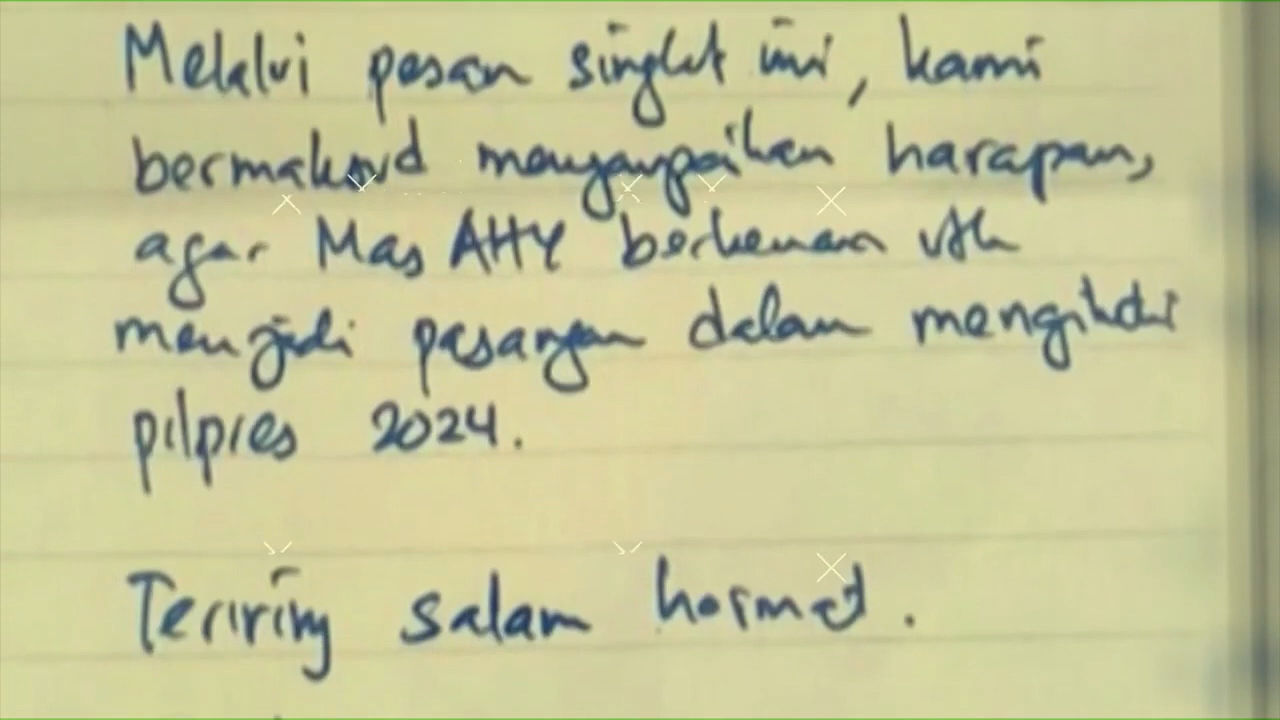 Melalui pesan singkat ini, kami
bermaksud menyampaikan harapan,
agar Mas AHY berkenan utk
menjadi pasangan dalam mengikuti
pilpres 2024.
Teriring salam hormat.